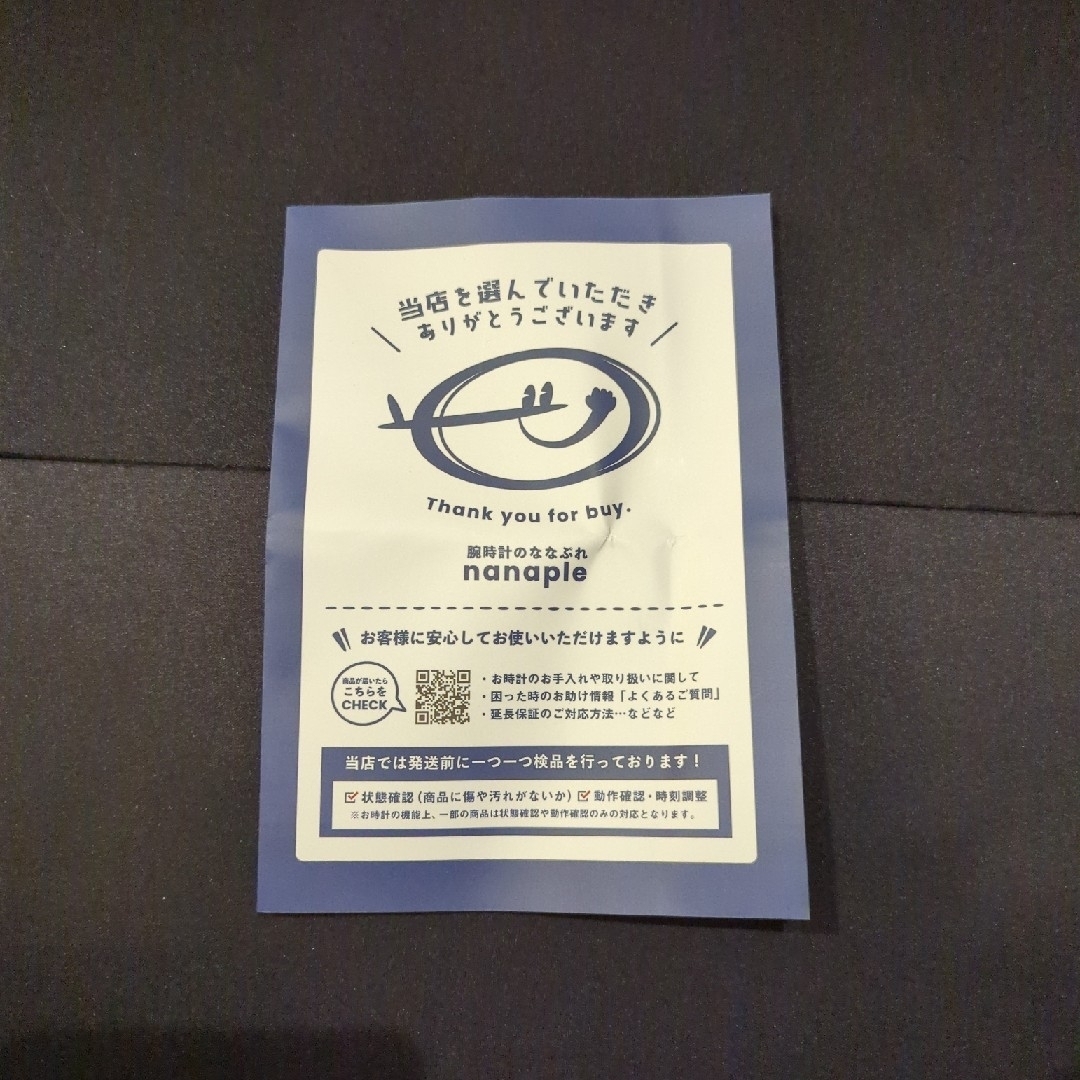 当店を選んでいただき
ありがとうございます
Thank you for buy.
腕時計のななぷれ
nanaple
お客様に安心してお使いいただけますように
商品が届いたら
こちらを
CHECK
・お時計のお手入れや取り扱いに関して
・困った時のお助け情報「よくあるご質問」
・延長保証のご対応方法…などなど
当店では発送前に一つ一つ検品を行っております！
状態確認（商品に傷や汚れがないか） 動作確認・時刻調整
※お時計の機能上、一部の商品は状態確認や動作確認のみの対応となります。